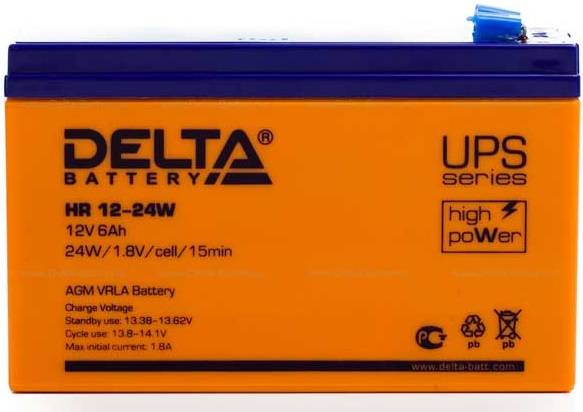 DELTA®
BATTERY
UPS
series
HR 12-24W
12V 6Ah
24W/1.8V/cell/15min
high
poWer
AGM VRLA Battery
Charge Voltage
Standby use: 13.38-13.62V
Cycle use: 13.8-14.1V
Max initial current: 1.8A
pb
pb
www.delta-batt.com